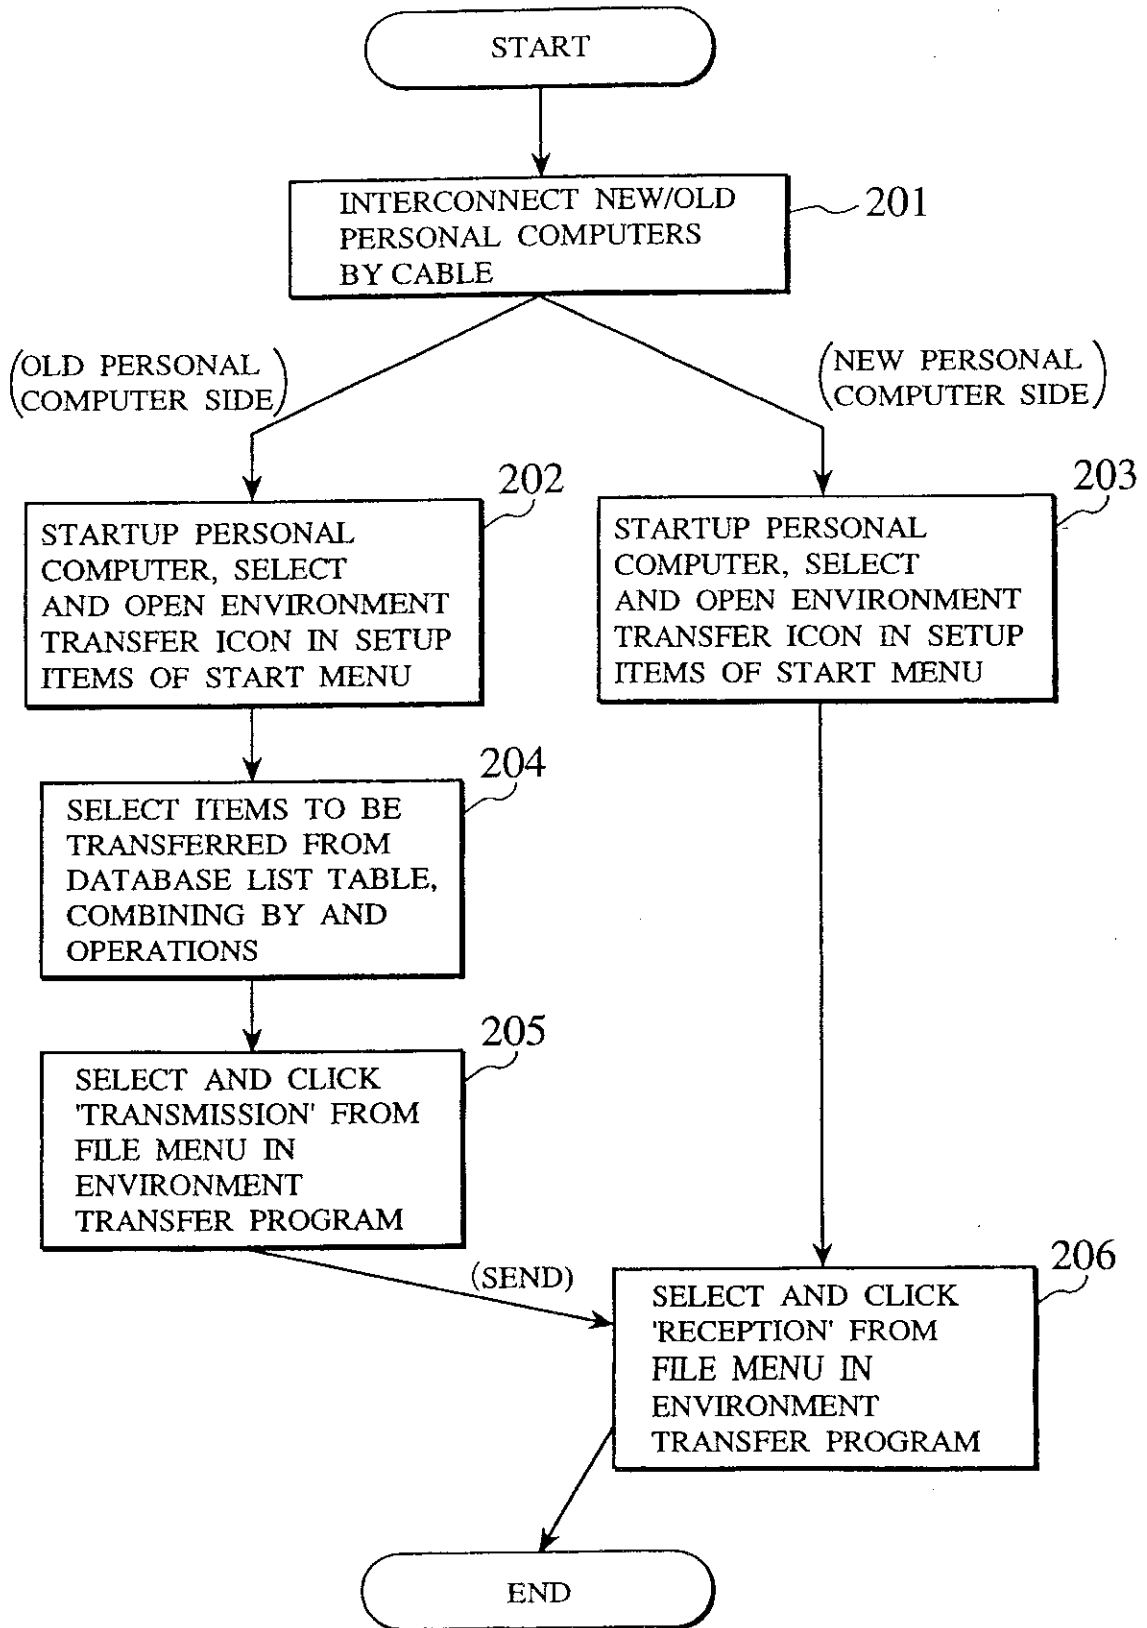 START
INTERCONNECT NEW/OLD
PERSONAL COMPUTERS
BY CABLE
201
(OLD PERSONAL
COMPUTER SIDE)
(NEW PERSONAL
COMPUTER SIDE)
202
STARTUP PERSONAL
COMPUTER, SELECT
AND OPEN ENVIRONMENT
TRANSFER ICON IN SETUP
ITEMS OF START MENU
203
STARTUP PERSONAL
COMPUTER, SELECT
AND OPEN ENVIRONMENT
TRANSFER ICON IN SETUP
ITEMS OF START MENU
204
SELECT ITEMS TO BE
TRANSFERRED FROM
DATABASE LIST TABLE,
COMBINING BY AND
OPERATIONS
205
SELECT AND CLICK
'TRANSMISSION' FROM
FILE MENU IN
ENVIRONMENT
TRANSFER PROGRAM
(SEND)
206
SELECT AND CLICK
'RECEPTION' FROM
FILE MENU IN
ENVIRONMENT
TRANSFER PROGRAM
END